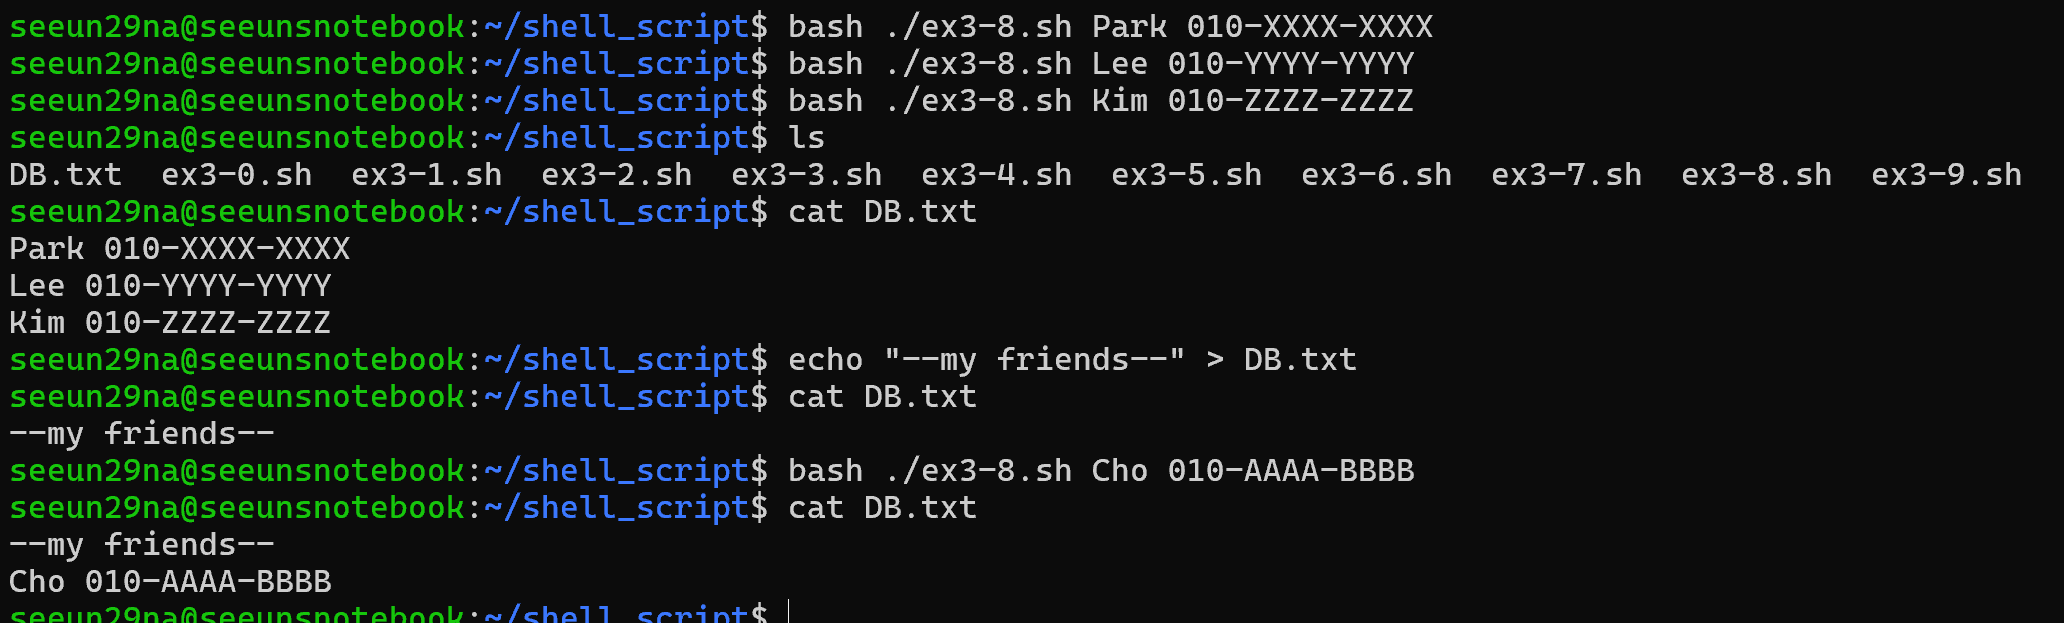 seeun29na@seeunsnotebook:~/shell_script$ bash ./ex3-8.sh Park 010-XXXX-XXXX
seeun29na@seeunsnotebook:~/shell_script$ bash ./ex3-8.sh Lee 010-YYYY-YYYY
seeun29na@seeunsnotebook:~/shell_script$ bash ./ex3-8.sh Kim 010-ZZZZ-ZZZZ
seeun29na@seeunsnotebook:~/shell_script$ ls
DB.txt  ex3-0.sh  ex3-1.sh  ex3-2.sh  ex3-3.sh  ex3-4.sh  ex3-5.sh  ex3-6.sh  ex3-7.sh  ex3-8.sh  ex3-9.sh
seeun29na@seeunsnotebook:~/shell_script$ cat DB.txt
Park 010-XXXX-XXXX
Lee 010-YYYY-YYYY
Kim 010-ZZZZ-ZZZZ
seeun29na@seeunsnotebook:~/shell_script$ echo "--my friends--" > DB.txt
seeun29na@seeunsnotebook:~/shell_script$ cat DB.txt
--my friends--
seeun29na@seeunsnotebook:~/shell_script$ bash ./ex3-8.sh Cho 010-AAAA-BBBB
seeun29na@seeunsnotebook:~/shell_script$ cat DB.txt
--my friends--
Cho 010-AAAA-BBBB
seeun29na@seeunsnotebook:~/shell_script$